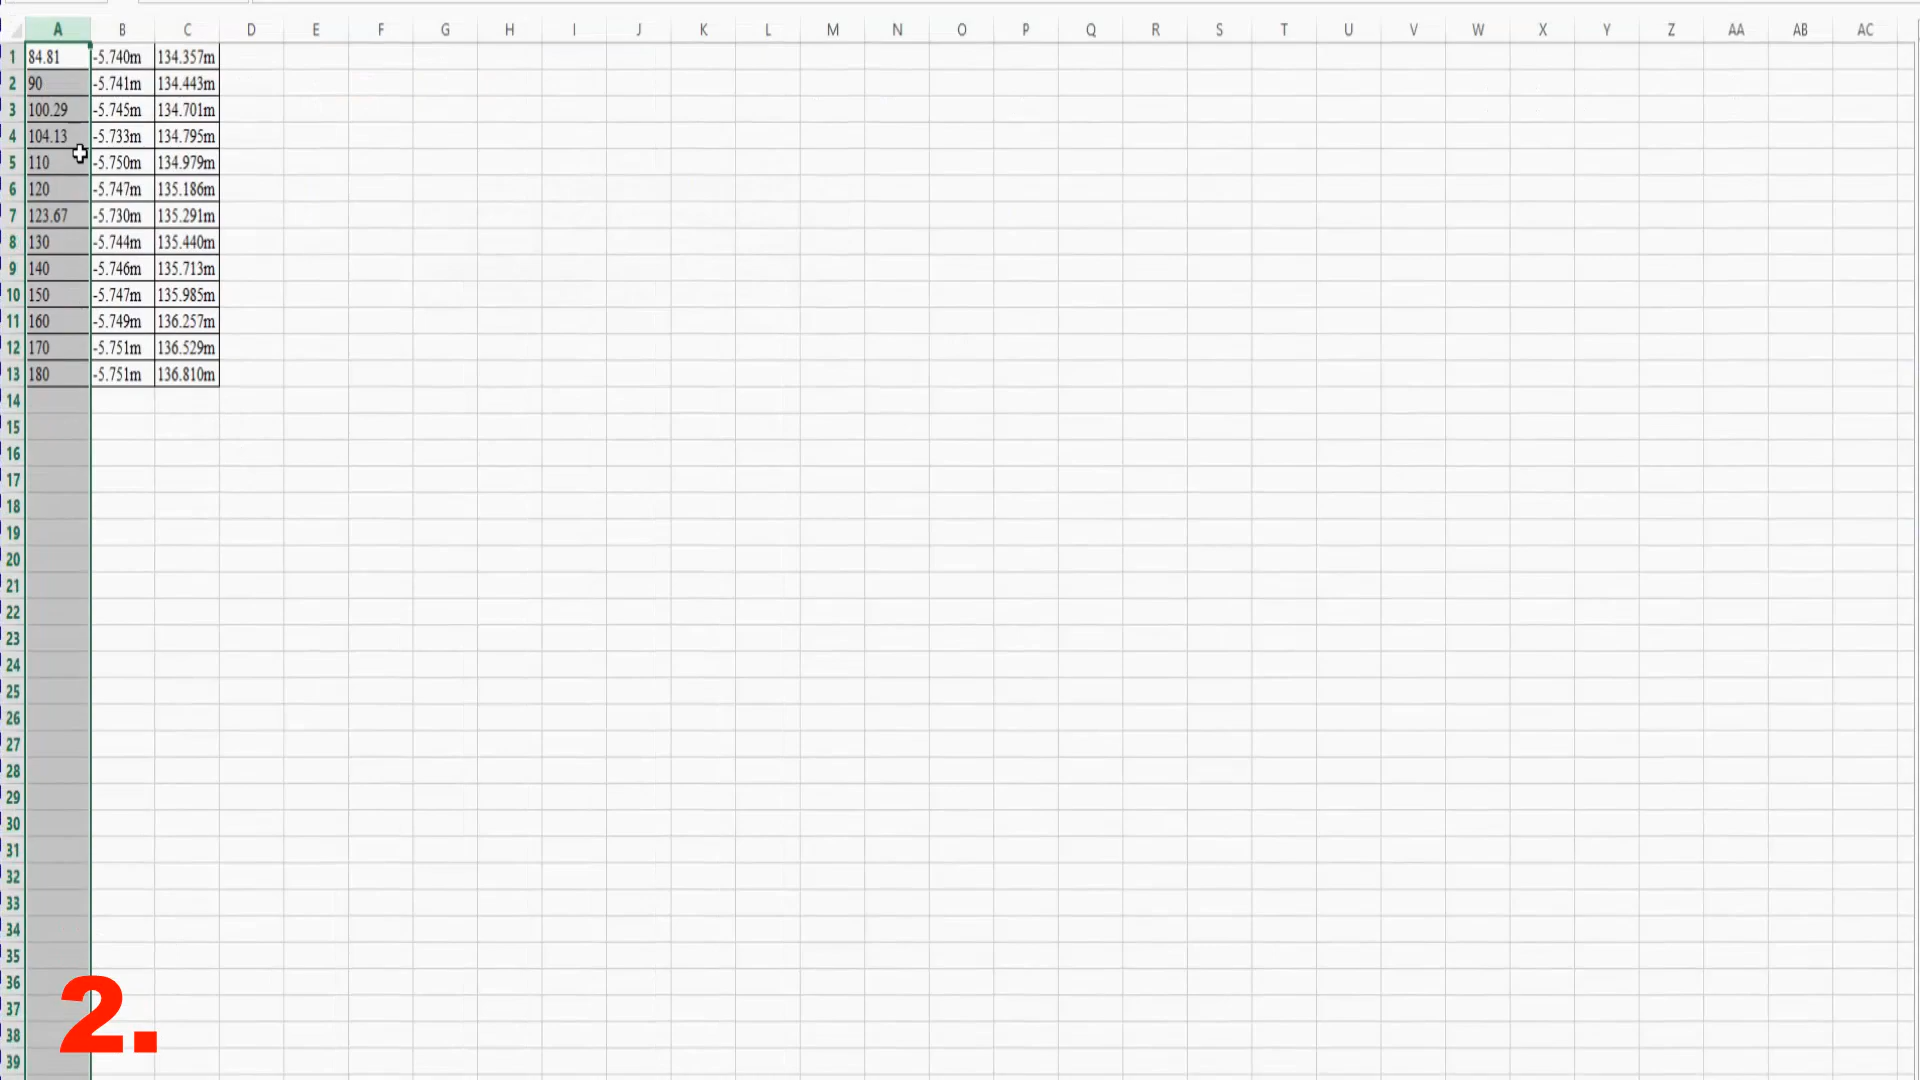 A B C D E F G H I J K L M N O P Q R S T U V W X Y Z AA AB AC
1 84.81 -5.740m 134.357m
2 90 -5.741m 134.443m
3 100.29 -5.745m 134.701m
4 104.13 -5.733m 134.795m
5 110 -5.750m 134.979m
6 120 -5.747m 135.186m
7 123.67 -5.730m 135.291m
8 130 -5.744m 135.440m
9 140 -5.746m 135.713m
10 150 -5.747m 135.985m
11 160 -5.749m 136.257m
12 170 -5.751m 136.529m
13 180 -5.751m 136.810m
14
15
16
17
18
19
20
21
22
23
24
25
26
27
28
29
30
31
32
33
34
35
36
37
38
39
2.